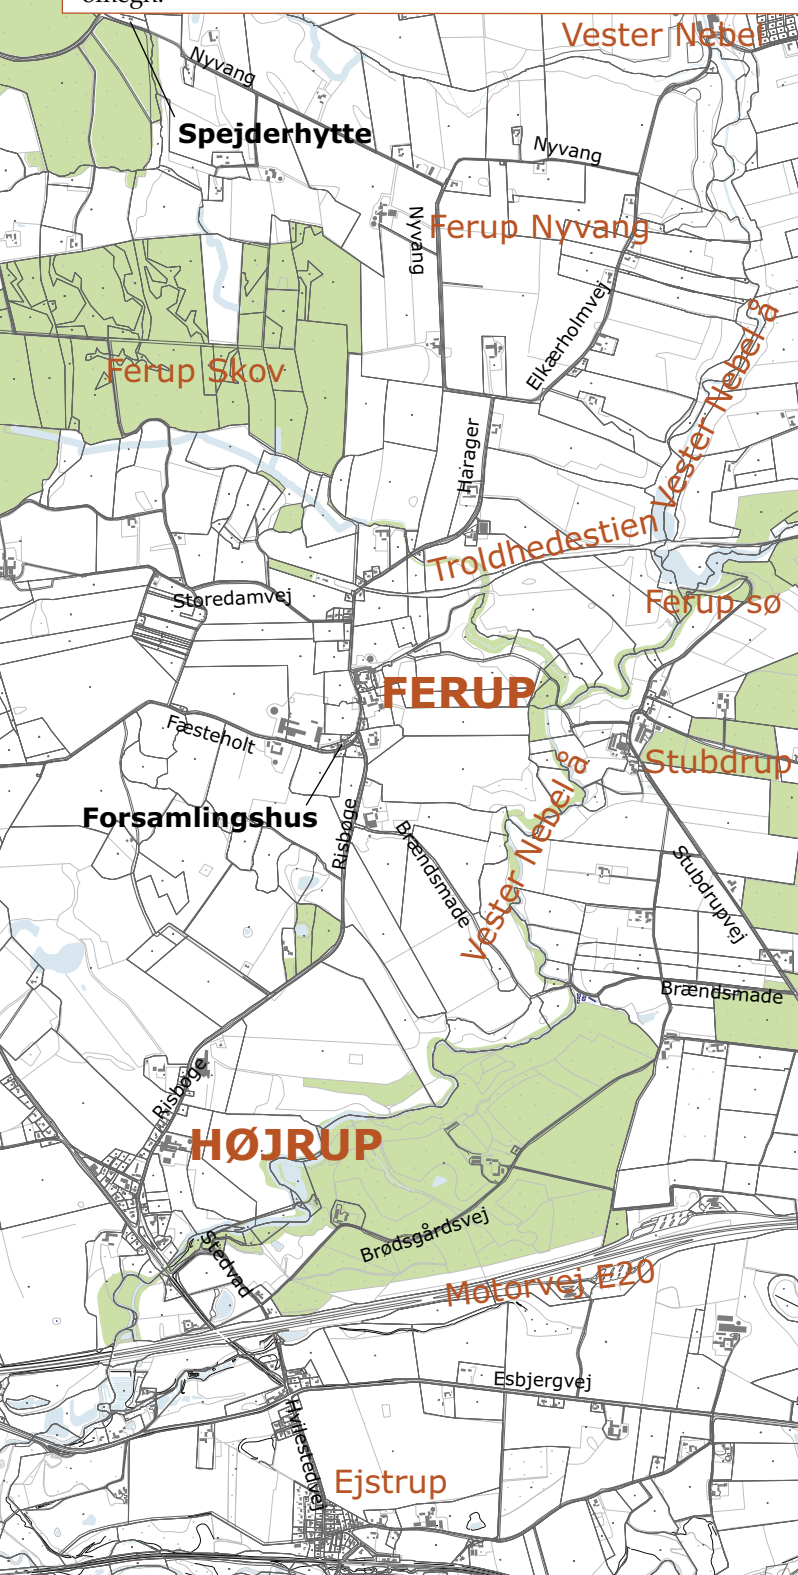 omegn.
Vester Nebel
Nyvang
Spejderhytte
Nyvang
Nyvang
Ferup Nyvang
Elkærholmvej
Vester Nebel å
Ferup Skov
Harager
Troldhedestien
Storedamvej
Ferup sø
FERUP
Fæsteholt
Stubdrup
Forsamlingshus
Risbøge
Brændsmade
Vester Nebel å
Stubdrupvej
Brændsmade
Risbøge
HØJRUP
Stedvad
Brødsgårdsvej
Motorvej E20
Esbjergvej
Hvilestedvej
Ejstrup